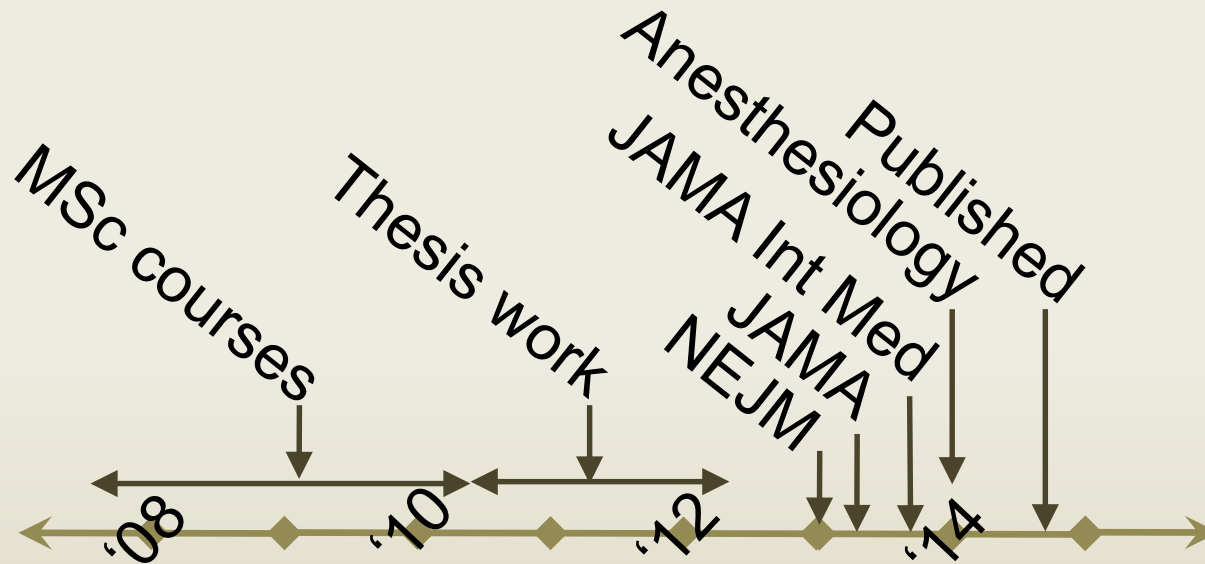 MSc courses
Thesis work
NEJM
JAMA
JAMA Int Med
Anesthesiology
Published
‘08
‘10
‘12
‘14